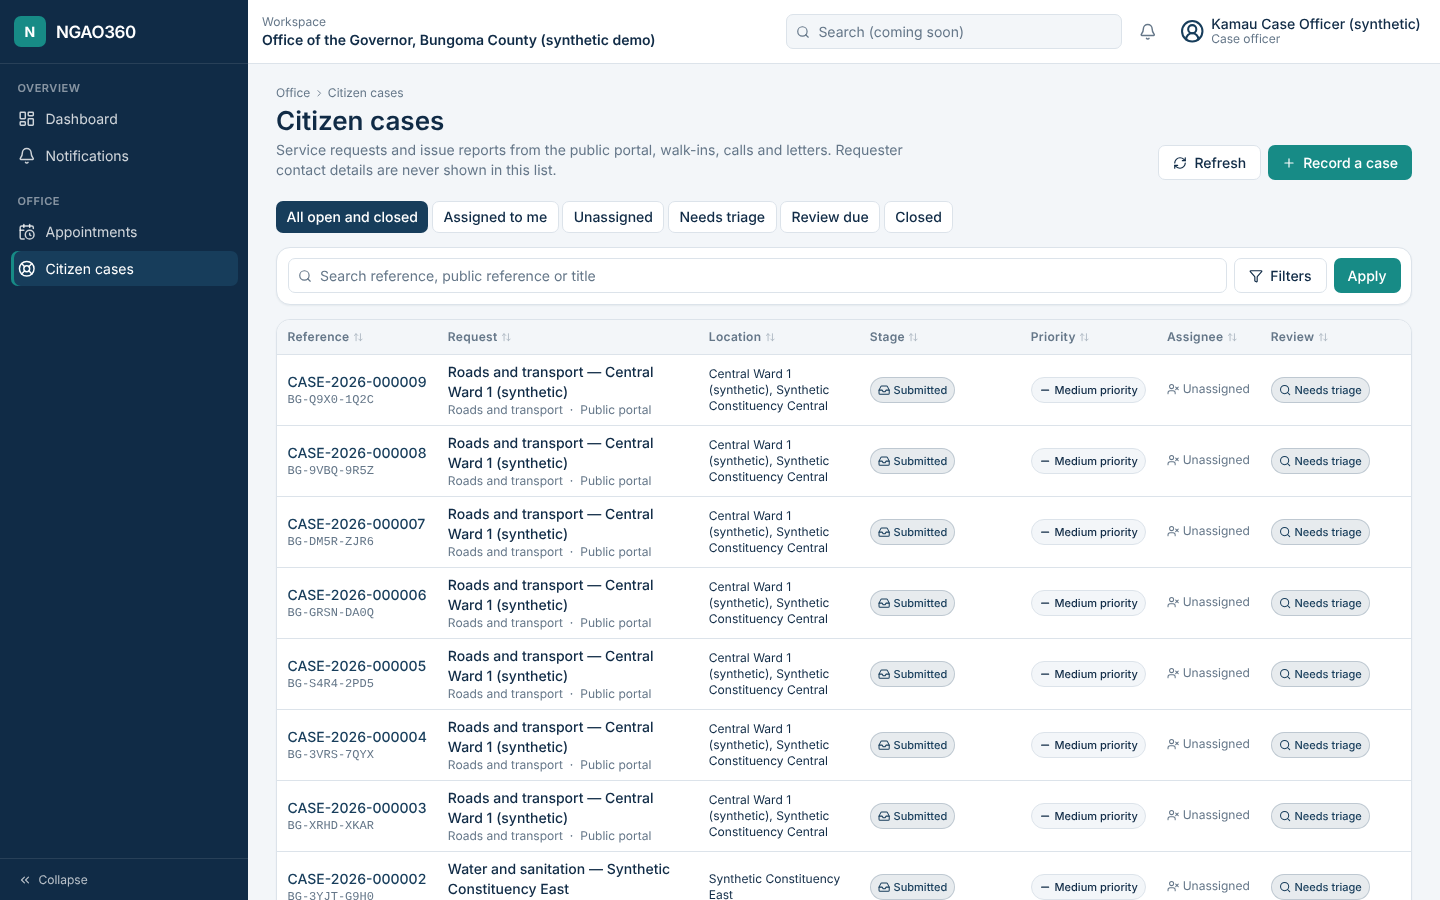 N NGAO360
Workspace
Office of the Governor, Bungoma County (synthetic demo)
Search (coming soon)
Kamau Case Officer (synthetic)
Case officer
OVERVIEW
Dashboard
Notifications
OFFICE
Appointments
Citizen cases
Collapse
Office › Citizen cases
Citizen cases
Service requests and issue reports from the public portal, walk-ins, calls and letters. Requester
contact details are never shown in this list.
Refresh
+ Record a case
All open and closed
Assigned to me
Unassigned
Needs triage
Review due
Closed
Search reference, public reference or title
Filters
Apply
Reference Request Location Stage Priority Assignee Review
CASE-2026-000009
BG-Q9X0-1Q2C
Roads and transport — Central
Ward 1 (synthetic)
Roads and transport · Public portal
Central Ward 1
(synthetic), Synthetic
Constituency Central
Submitted
Medium priority
Unassigned
Needs triage
CASE-2026-000008
BG-9VBQ-9R5Z
Roads and transport — Central
Ward 1 (synthetic)
Roads and transport · Public portal
Central Ward 1
(synthetic), Synthetic
Constituency Central
Submitted
Medium priority
Unassigned
Needs triage
CASE-2026-000007
BG-DM5R-ZJR6
Roads and transport — Central
Ward 1 (synthetic)
Roads and transport · Public portal
Central Ward 1
(synthetic), Synthetic
Constituency Central
Submitted
Medium priority
Unassigned
Needs triage
CASE-2026-000006
BG-GRSN-DA0Q
Roads and transport — Central
Ward 1 (synthetic)
Roads and transport · Public portal
Central Ward 1
(synthetic), Synthetic
Constituency Central
Submitted
Medium priority
Unassigned
Needs triage
CASE-2026-000005
BG-S4R4-2PD5
Roads and transport — Central
Ward 1 (synthetic)
Roads and transport · Public portal
Central Ward 1
(synthetic), Synthetic
Constituency Central
Submitted
Medium priority
Unassigned
Needs triage
CASE-2026-000004
BG-3VRS-7QYX
Roads and transport — Central
Ward 1 (synthetic)
Roads and transport · Public portal
Central Ward 1
(synthetic), Synthetic
Constituency Central
Submitted
Medium priority
Unassigned
Needs triage
CASE-2026-000003
BG-XRHD-XKAR
Roads and transport — Central
Ward 1 (synthetic)
Roads and transport · Public portal
Central Ward 1
(synthetic), Synthetic
Constituency Central
Submitted
Medium priority
Unassigned
Needs triage
CASE-2026-000002
BG-3YJT-G9H0
Water and sanitation — Synthetic
Constituency East
Synthetic Constituency
East
Submitted
Medium priority
Unassigned
Needs triage